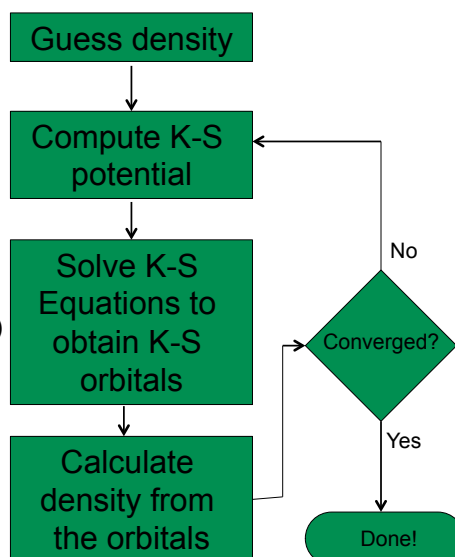 Guess density
Compute K-S
potential
Solve K-S
Equations to
obtain K-S
orbitals
)
Calculate
density from
the orbitals
No
Converged?
Yes
Done!